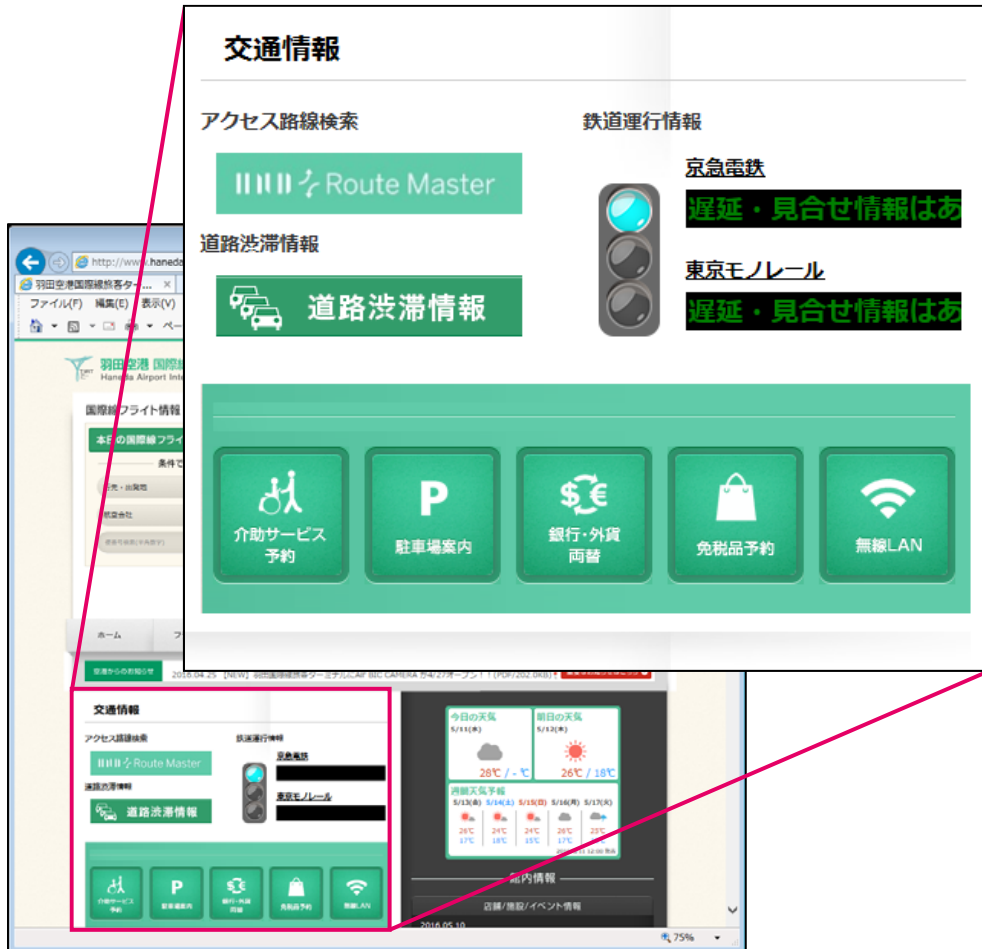 交通情報
アクセス路線検索
鉄道運行情報
Route Master
京急電鉄
遅延・見合せ情報はあ
道路渋滞情報
道路渋滞情報
東京モノレール
遅延・見合せ情報はあ
介助サービス
予約
P
駐車場案内
$ €
銀行・外貨
両替
免税品予約
無線LAN
http://www.haneda
羽田空港国際線旅客ター...
ファイル(F) 編集(E) 表示(V)
羽田空港 国際
Haneda Airport Inte
国際線フライト情報
本日の国際線フライ
条件で
航空会社
ホーム
フ
空港からのお知らせ
2016.04.25 【NEW】羽田国際線旅客ターミナルにAir BIC CAMERA が4/27オープン！！(PDF/202.0KB)
交通情報
アクセス路線検索
鉄道運行情報
Route Master
京急電鉄
道路渋滞情報
道路渋滞情報
東京モノレール
介助サービス
予約
P
駐車場案内
$ €
銀行・外貨
両替
免税品予約
無線LAN
今日の天気
5/11(水)
28℃ / - ℃
明日の天気
5/12(木)
26℃ / 18℃
週間天気予報
5/13(金) 5/14(土) 5/15(日) 5/16(月) 5/17(火)
26℃ 24℃ 24℃ 26℃ 23℃
17℃ 18℃ 15℃ 17℃
館内情報
店舗/施設/イベント情報
2016.05.10
75%